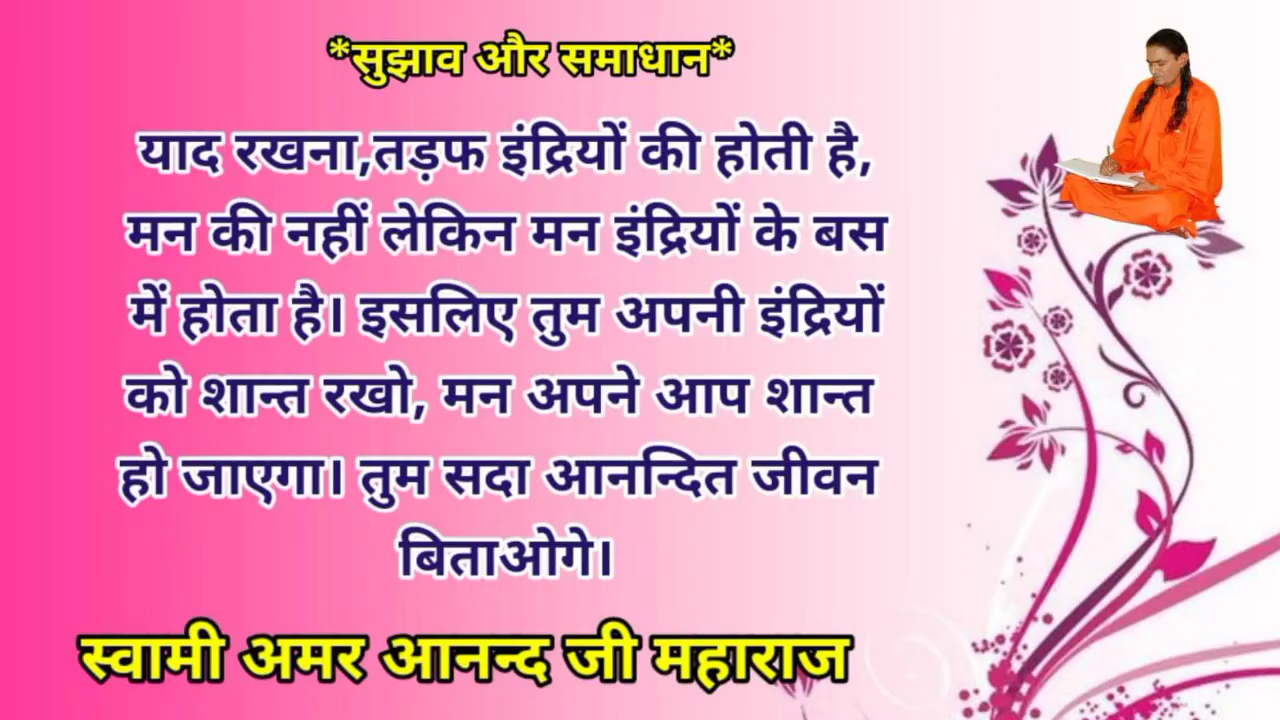 *सुझाव और समाधान*
याद रखना,तड़फ इंद्रियों की होती है,
मन की नहीं लेकिन मन इंद्रियों के बस
में होता है। इसलिए तुम अपनी इंद्रियों
को शान्त रखो, मन अपने आप शान्त
हो जाएगा। तुम सदा आनन्दित जीवन
बिताओगे।
स्वामी अमर आनन्द जी महाराज